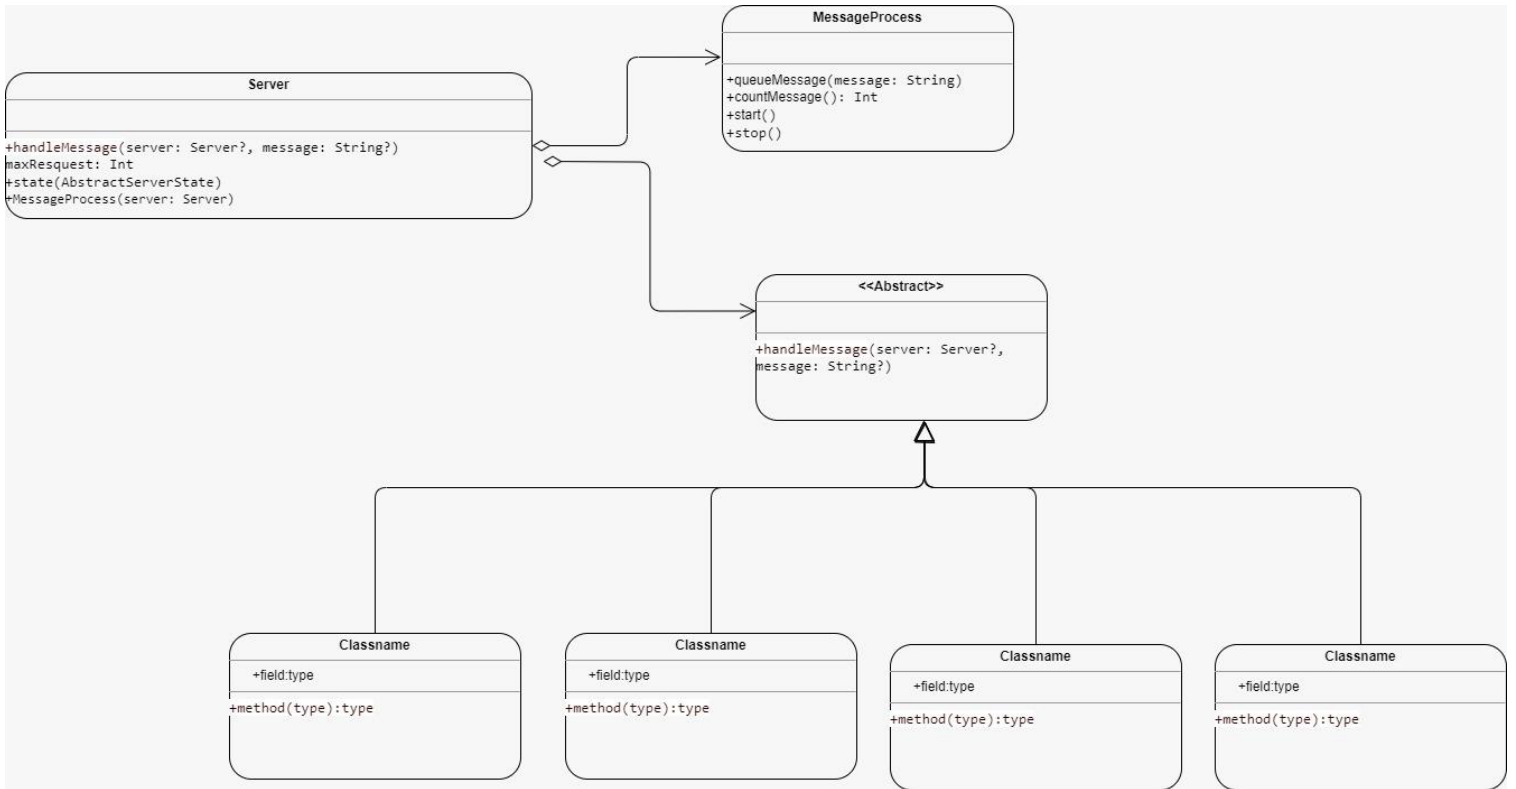 MessageProcess
+queueMessage(message: String)
+countMessage(): Int
+start()
+stop()
Server
+handleMessage(server: Server?, message: String?)
maxResquest: Int
+state(AbstractServerState)
+MessageProcess(server: Server)
<<Abstract>>
+handleMessage(server: Server?,
message: String?)
Classname
+field:type
+method(type):type
Classname
+field:type
+method(type):type
Classname
+field:type
+method(type):type
Classname
+field:type
+method(type):type